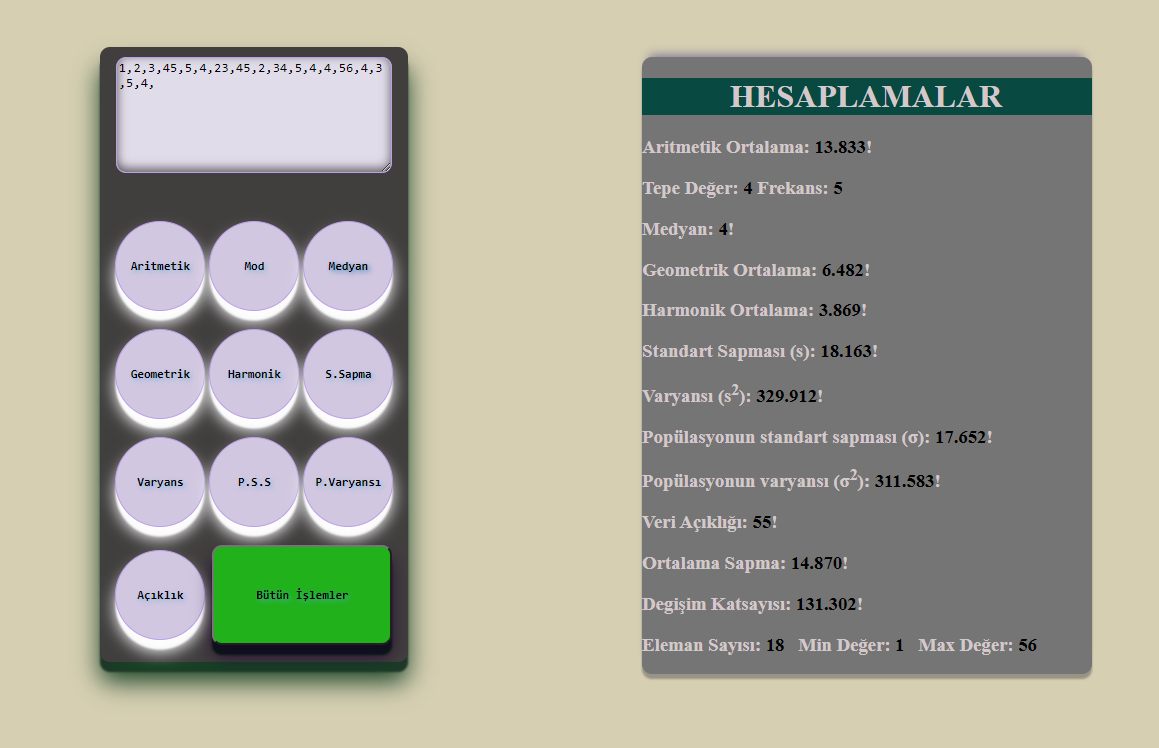 1,2,3,45,5,4,23,45,2,34,5,4,4,56,4,3
,5,4,
Aritmetik Mod Medyan
Geometrik Harmonik S.Sapma
Varyans P.S.S P.Varyansı
Açıklık Bütün İşlemler
HESAPLAMALAR
Aritmetik Ortalama: 13.833!
Tepe Değer: 4 Frekans: 5
Medyan: 4!
Geometrik Ortalama: 6.482!
Harmonik Ortalama: 3.869!
Standart Sapması (s): 18.163!
Varyansı (s²): 329.912!
Popülasyonun standart sapması (σ): 17.652!
Popülasyonun varyansı (σ²): 311.583!
Veri Açıklığı: 55!
Ortalama Sapma: 14.870!
Degişim Katsayısı: 131.302!
Eleman Sayısı: 18 Min Değer: 1 Max Değer: 56